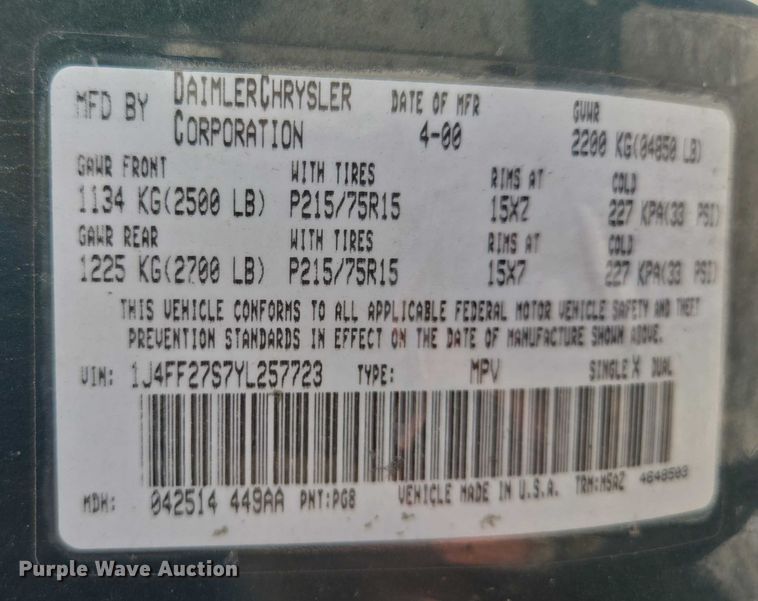 MFD BY DAIMLERCHRYSLER CORPORATION DATE OF MFR 4-00 GVWR 2200 KG(04850 LB)
GAWR FRONT WITH TIRES RIMS AT COLD
1134 KG(2500 LB) P215/75R15 15X7 227 KPA(33 PSI)
GAWR REAR WITH TIRES RIMS AT COLD
1225 KG(2700 LB) P215/75R15 15X7 227 KPA(33 PSI)
THIS VEHICLE CONFORMS TO ALL APPLICABLE FEDERAL MOTOR VEHICLE SAFETY AND THEFT
PREVENTION STANDARDS IN EFFECT ON THE DATE OF MANUFACTURE SHOWN ABOVE.
VIN: 1J4FF27S7YL257723 TYPE: MPV SINGLE X DUAL
MDH: 042514 449AA PNT:PG8 VEHICLE MADE IN U.S.A. TRM:M5AZ 4648503
Purple Wave Auction